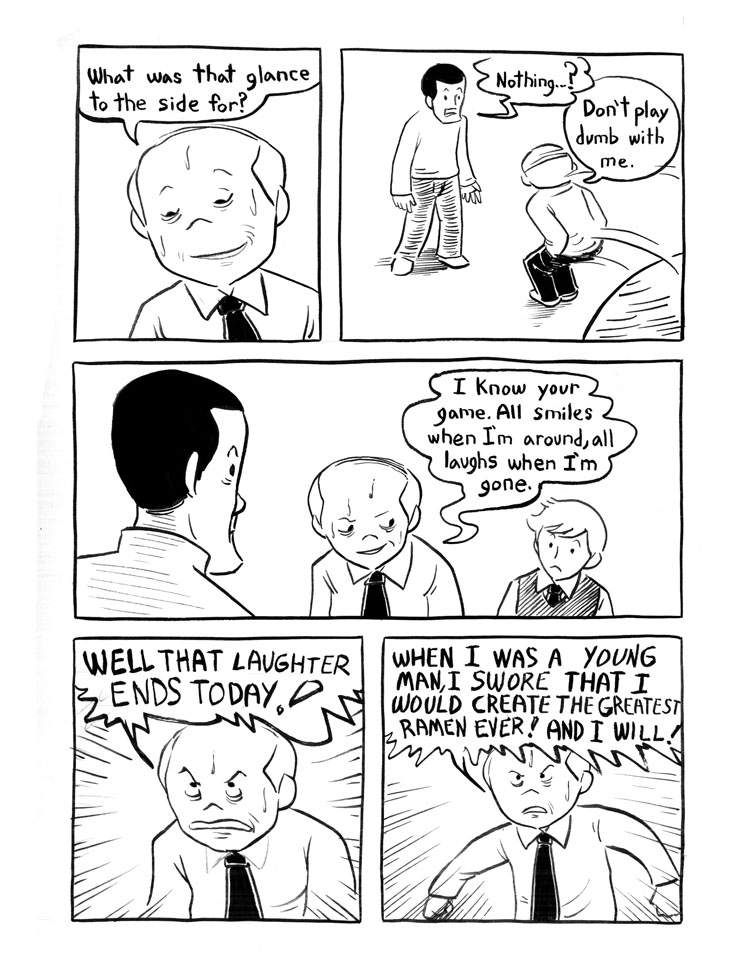 What was that glance
to the side for?
Nothing...?
Don't play
dumb with
me.
I know your
game. All smiles
when I'm around, all
laughs when I'm
gone.
WELL THAT LAUGHTER
ENDS TODAY.
WHEN I WAS A YOUNG
MAN, I SWORE THAT I
WOULD CREATE THE GREATEST
RAMEN EVER! AND I WILL!